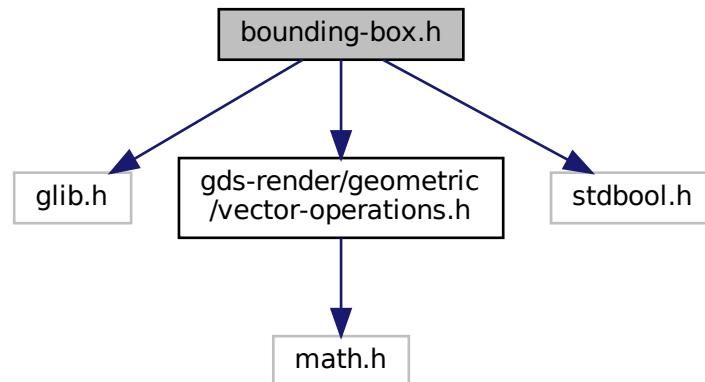 bounding-box.h
glib.h
gds-render/geometric
/vector-operations.h
stdbool.h
math.h